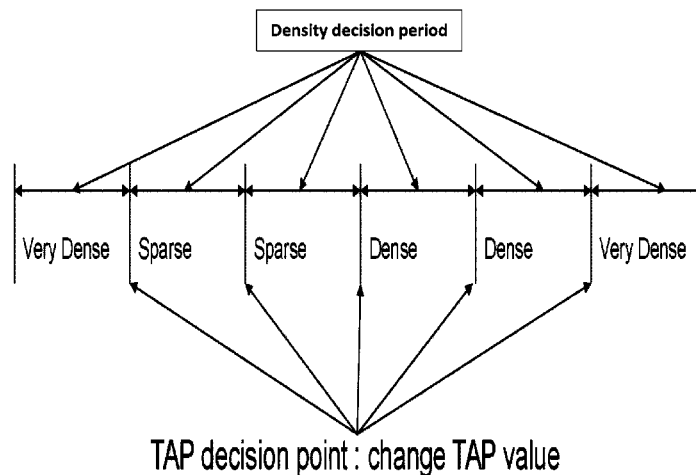 Density decision period
Very Dense Sparse Sparse Dense Dense Very Dense
TAP decision point : change TAP value